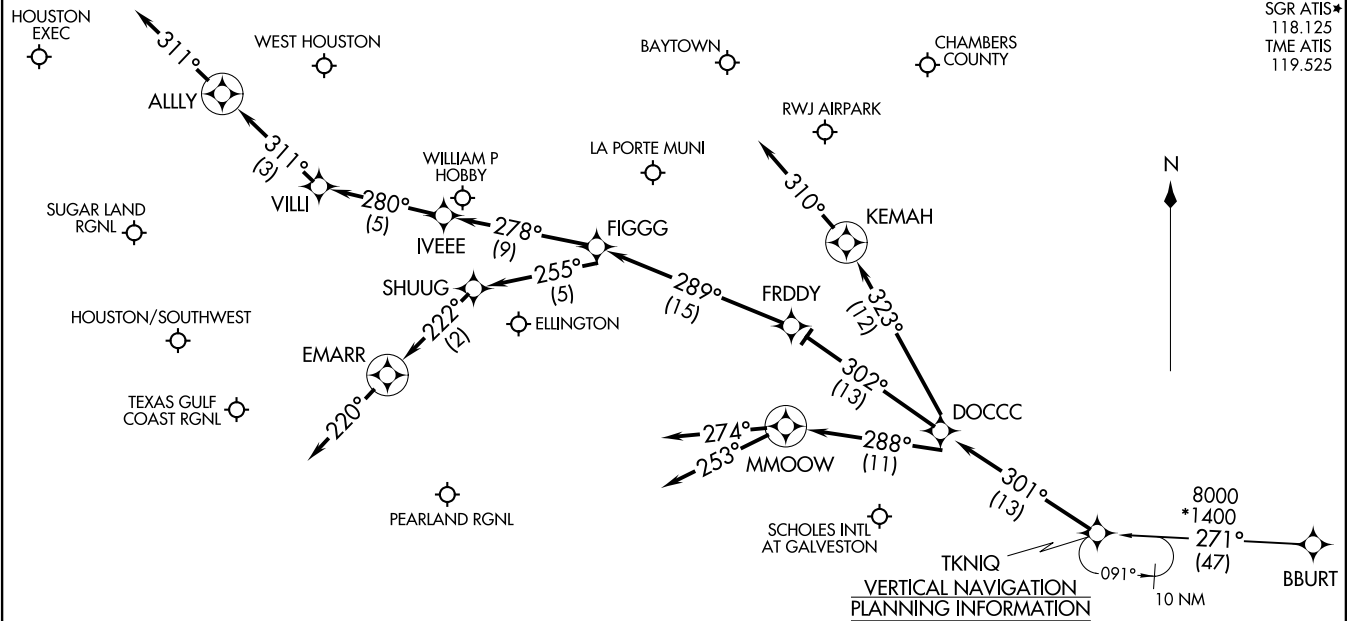 HOUSTON
EXEC
WEST HOUSTON
BAYTOWN
CHAMBERS
COUNTY
SGR ATIS★
118.125
TME ATIS
119.525
311°
ALLLY
RWJ AIRPARK
311°
(3)
WILLIAM P
HOBBY
LA PORTE MUNI
N
310°
VILLI
280°
(5)
SUGAR LAND
RGNL
IVEEE
278°
(9)
FIGGG
KEMAH
SHUUG
255°
(5)
289°
(15)
FRDDY
323°
(12)
HOUSTON/SOUTHWEST
222°
(2)
ELLINGTON
EMARR
302°
(13)
TEXAS GULF
COAST RGNL
220°
DOCCC
274°
253°
MMOOW
288°
(11)
301°
(13)
PEARLAND RGNL
SCHOLES INTL
AT GALVESTON
8000
*1400
271°
(47)
TKNIQ
091°
10 NM
BBURT
VERTICAL NAVIGATION
PLANNING INFORMATION